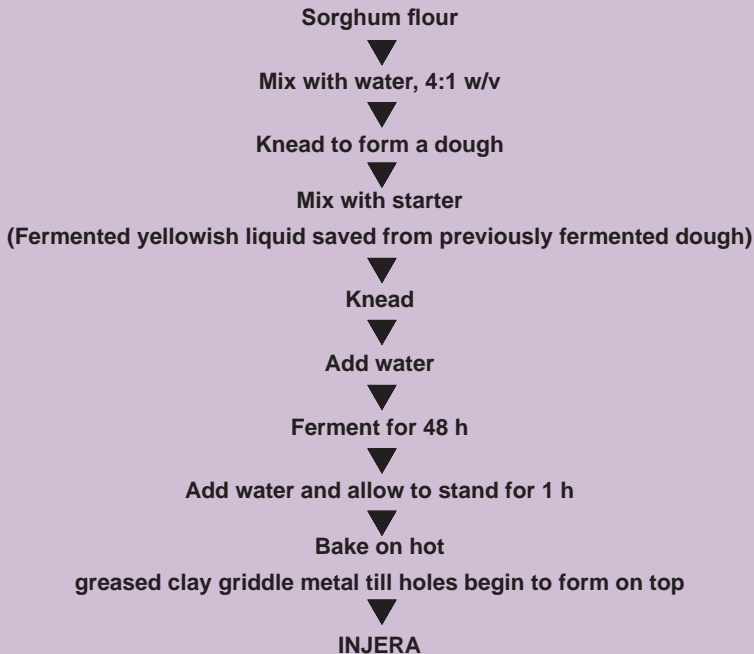 Sorghum flour
Mix with water, 4:1 w/v
Knead to form a dough
Mix with starter
(Fermented yellowish liquid saved from previously fermented dough)
Knead
Add water
Ferment for 48 h
Add water and allow to stand for 1 h
Bake on hot
greased clay griddle metal till holes begin to form on top
INJERA